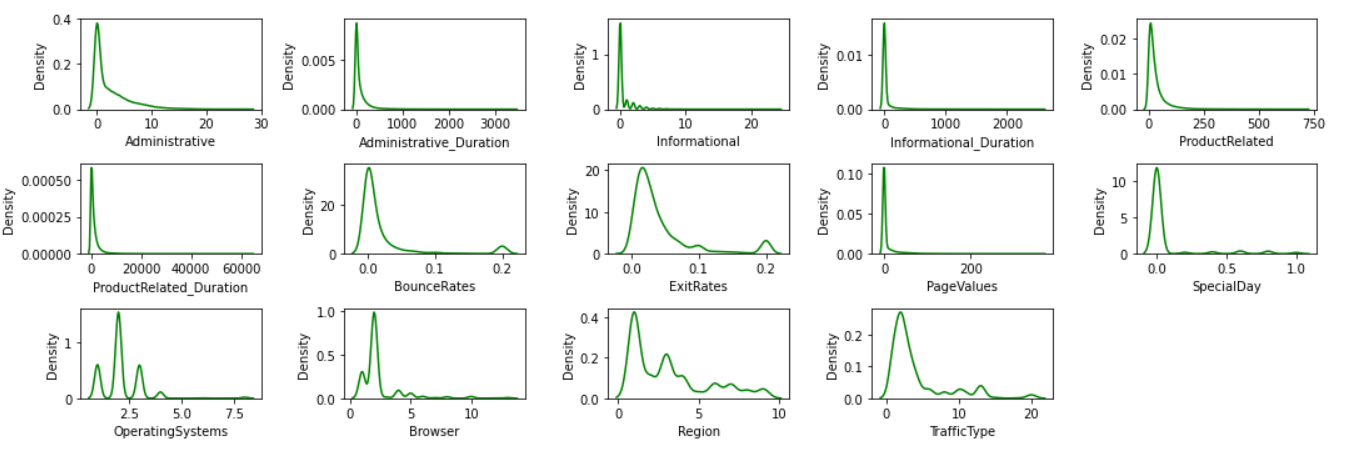 0.4
0.2
0.0
Density
0 10 20 30
Administrative
0.005
0.000
Density
0 1000 2000 3000
Administrative_Duration
1
0
Density
0 10 20
Informational
0.01
0.00
Density
0 1000 2000
Informational_Duration
0.02
0.01
0.00
Density
0 250 500 750
ProductRelated
0.00050
0.00025
0.00000
Density
0 20000 40000 60000
ProductRelated_Duration
20
0
Density
0.0 0.1 0.2
BounceRates
20
10
0
Density
0.0 0.1 0.2
ExitRates
0.10
0.05
0.00
Density
0 200
PageValues
10
5
0
Density
0.0 0.5 1.0
SpecialDay
1
0
Density
2.5 5.0 7.5
OperatingSystems
1.0
0.5
0.0
Density
0 5 10
Browser
0.4
0.2
0.0
Density
0 5 10
Region
0.2
0.1
0.0
Density
0 10 20
TrafficType